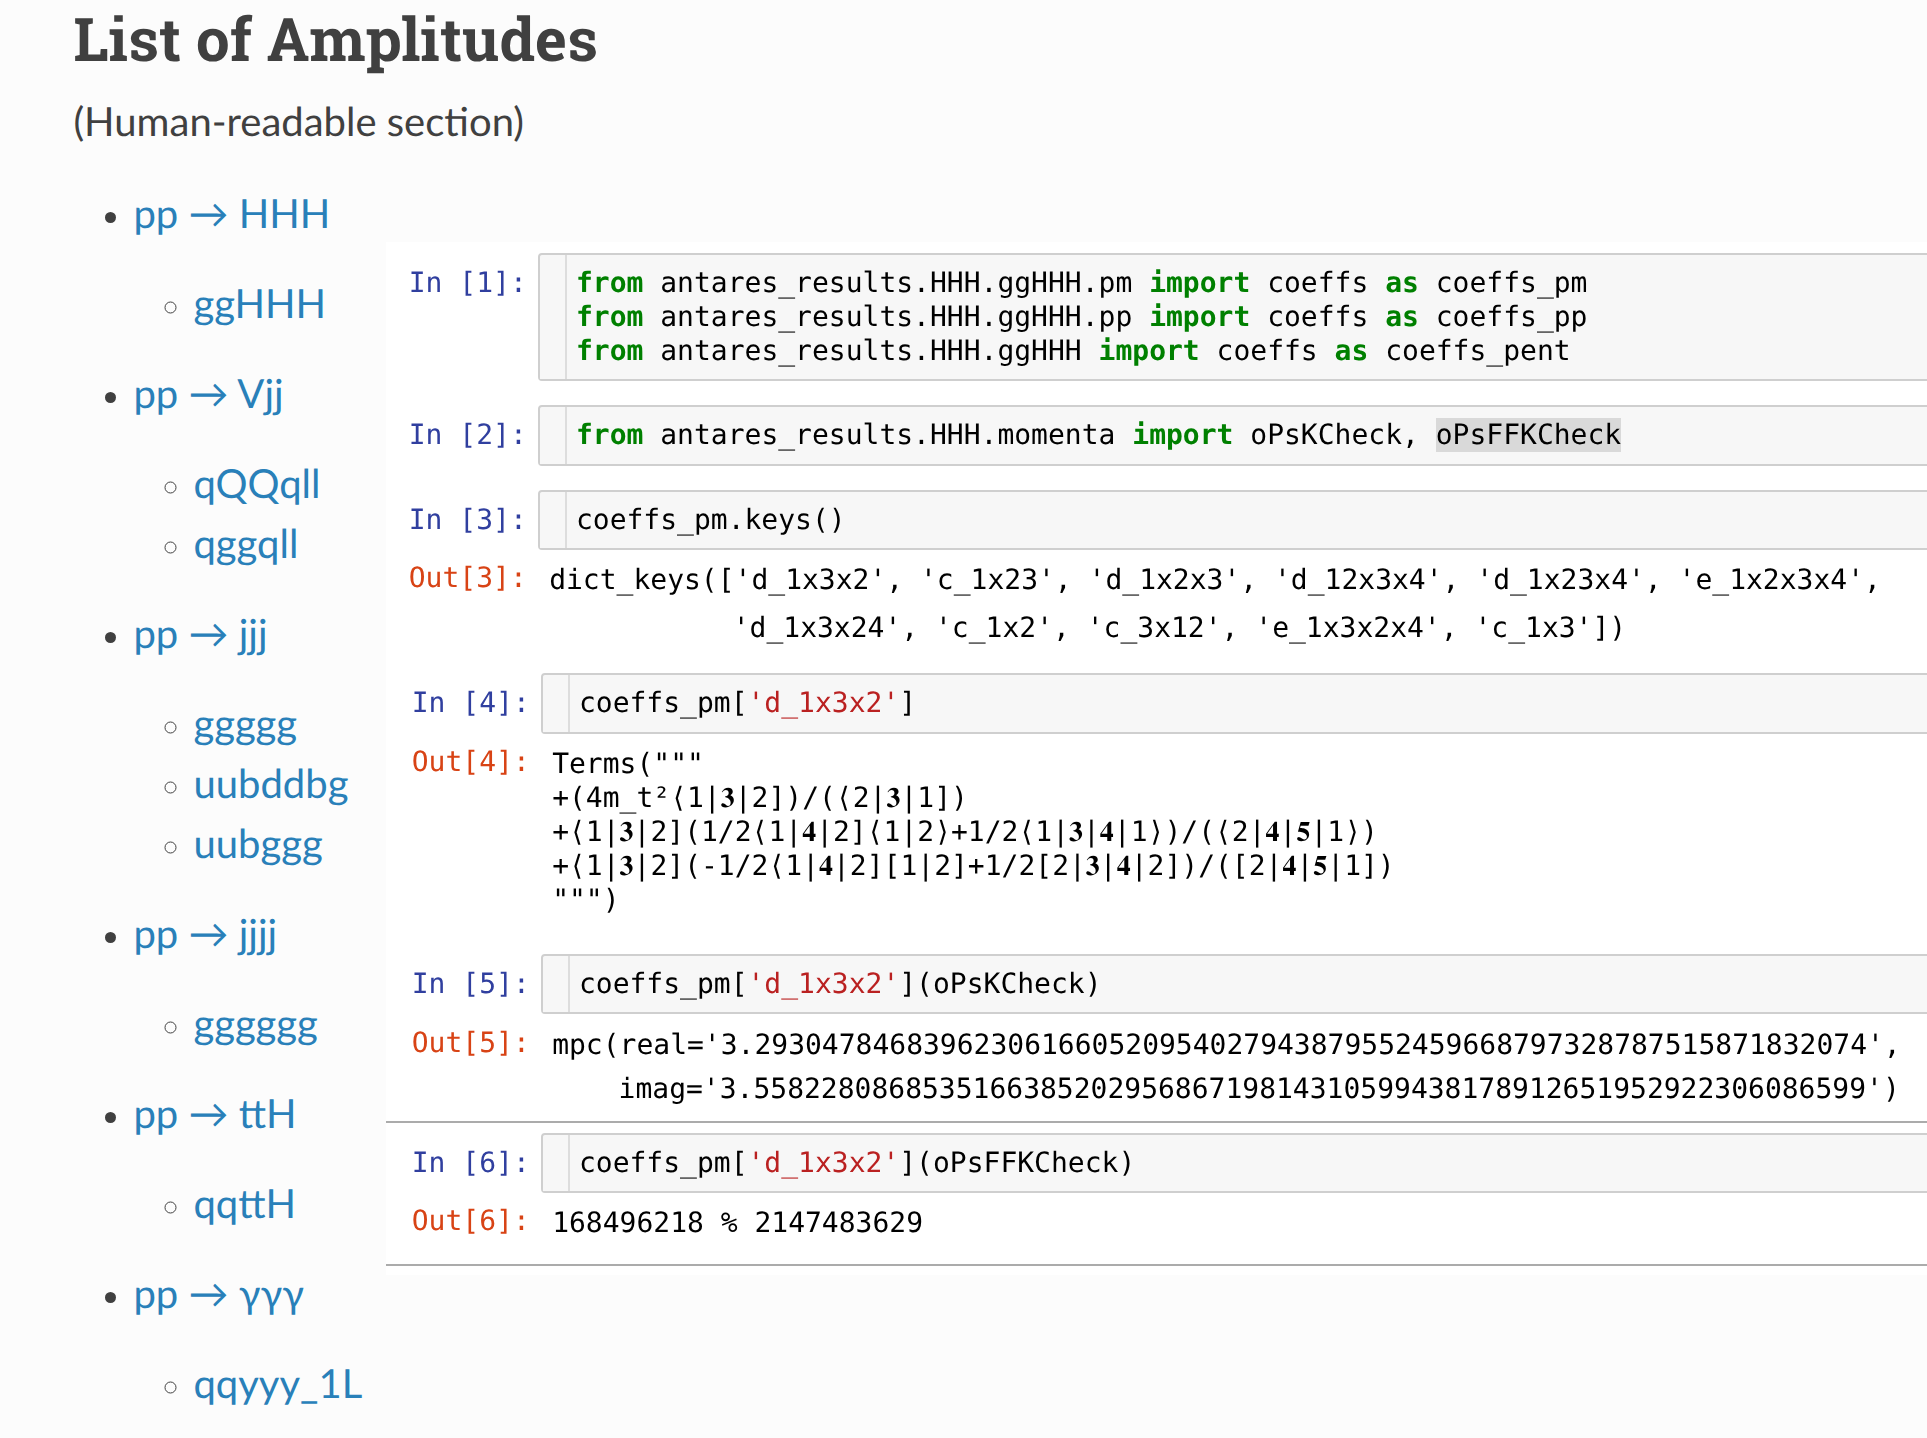 List of Amplitudes
(Human-readable section)
• pp → HHH
◦ ggHHH
• pp → Vjj
◦ qQQqll
◦ qggqll
• pp → jjj
◦ ggggg
◦ uubddbg
◦ uubggg
• pp → jjjj
◦ gggggg
• pp → ttH
◦ qqttH
• pp → γγγ
◦ qqyyy_1L
In [1]: from antares_results.HHH.ggHHH.pm import coeffs as coeffs_pm
from antares_results.HHH.ggHHH.pp import coeffs as coeffs_pp
from antares_results.HHH.ggHHH import coeffs as coeffs_pent
In [2]: from antares_results.HHH.momenta import oPsKCheck, oPsFFKCheck
In [3]: coeffs_pm.keys()
Out[3]: dict_keys(['d_1x3x2', 'c_1x23', 'd_1x2x3', 'd_12x3x4', 'd_1x23x4', 'e_1x2x3x4',
'd_1x3x24', 'c_1x2', 'c_3x12', 'e_1x3x2x4', 'c_1x3'])
In [4]: coeffs_pm['d_1x3x2']
Out[4]: Terms("""
+(4m_t²⟨1|𝟑|2])/(⟨2|𝟑|1])
+⟨1|𝟑|2](1/2⟨1|𝟒|2]⟨1|2⟩+1/2⟨1|𝟑|𝟒|1⟩)/(⟨2|𝟒|𝟓|1⟩)
+⟨1|𝟑|2](-1/2⟨1|𝟒|2][1|2]+1/2[2|𝟑|𝟒|2])/([2|𝟒|𝟓|1])
""")
In [5]: coeffs_pm['d_1x3x2'](oPsKCheck)
Out[5]: mpc(real='3.293047846839623061660520954027943879552459668797328787515871832074',
imag='3.558228086853516638520295686719814310599438178912651952922306086599')
In [6]: coeffs_pm['d_1x3x2'](oPsFFKCheck)
Out[6]: 168496218 % 2147483629